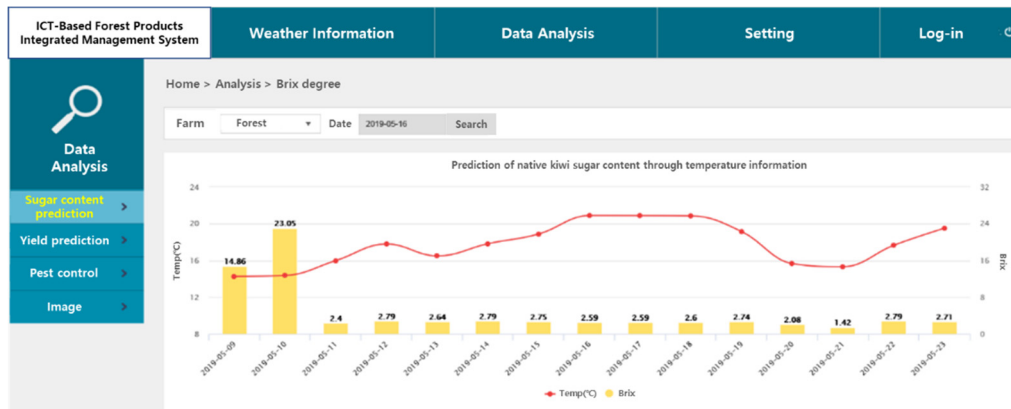 ICT-Based Forest Products
Integrated Management System
Weather Information
Data Analysis
Setting
Log-in
Data
Analysis
Sugar content
prediction
Yield prediction
Pest control
Image
Home > Analysis > Brix degree
Farm Forest Date 2019-05-16 Search
Prediction of native kiwi sugar content through temperature information
Temp(℃)
24
20
16
12
8
14.86
23.05
2.4
2.79
2.64
2.79
2.75
2.59
2.59
2.6
2.74
2.08
1.42
2.79
2.71
32
24
16
8
0
Brix
2019-05-09
2019-05-10
2019-05-11
2019-05-12
2019-05-13
2019-05-14
2019-05-15
2019-05-16
2019-05-17
2019-05-18
2019-05-19
2019-05-20
2019-05-21
2019-05-22
2019-05-23
Temp(℃) Brix